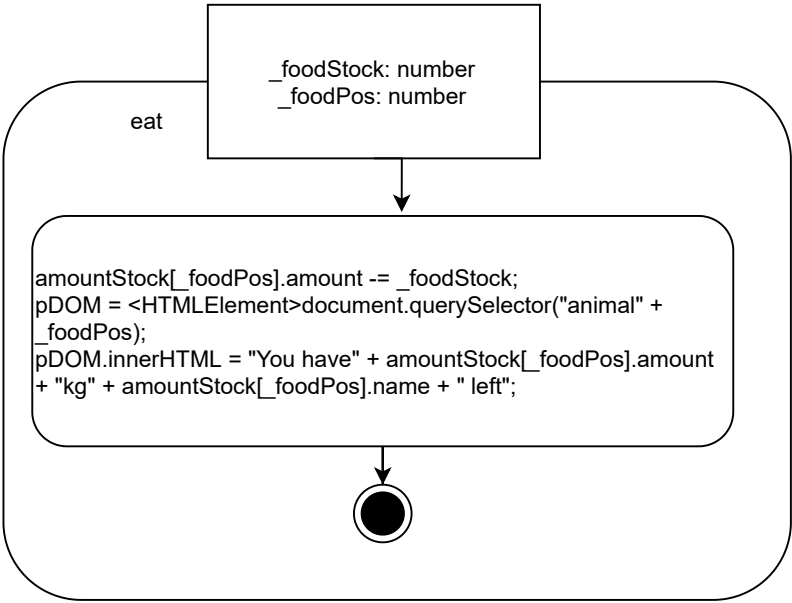 _foodStock: number
_foodPos: number
eat
amountStock[_foodPos].amount -= _foodStock;
pDOM = <HTMLElement>document.querySelector("animal" +
_foodPos);
pDOM.innerHTML = "You have" + amountStock[_foodPos].amount
+ "kg" + amountStock[_foodPos].name + " left";